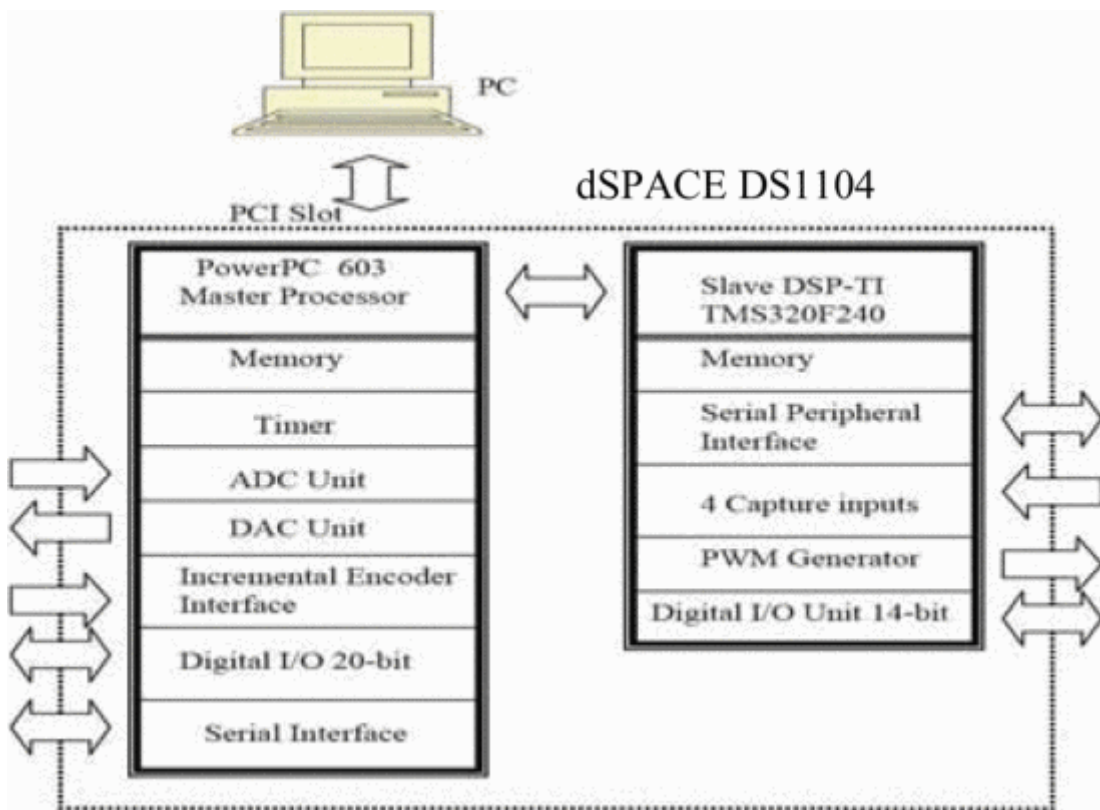 PC
dSPACE DS1104
PCI Slot
PowerPC 603
Master Processor
Memory
Timer
ADC Unit
DAC Unit
Incremental Encoder
Interface
Digital I/O 20-bit
Serial Interface
Slave DSP-TI
TMS320F240
Memory
Serial Peripheral
Interface
4 Capture inputs
PWM Generator
Digital I/O Unit 14-bit